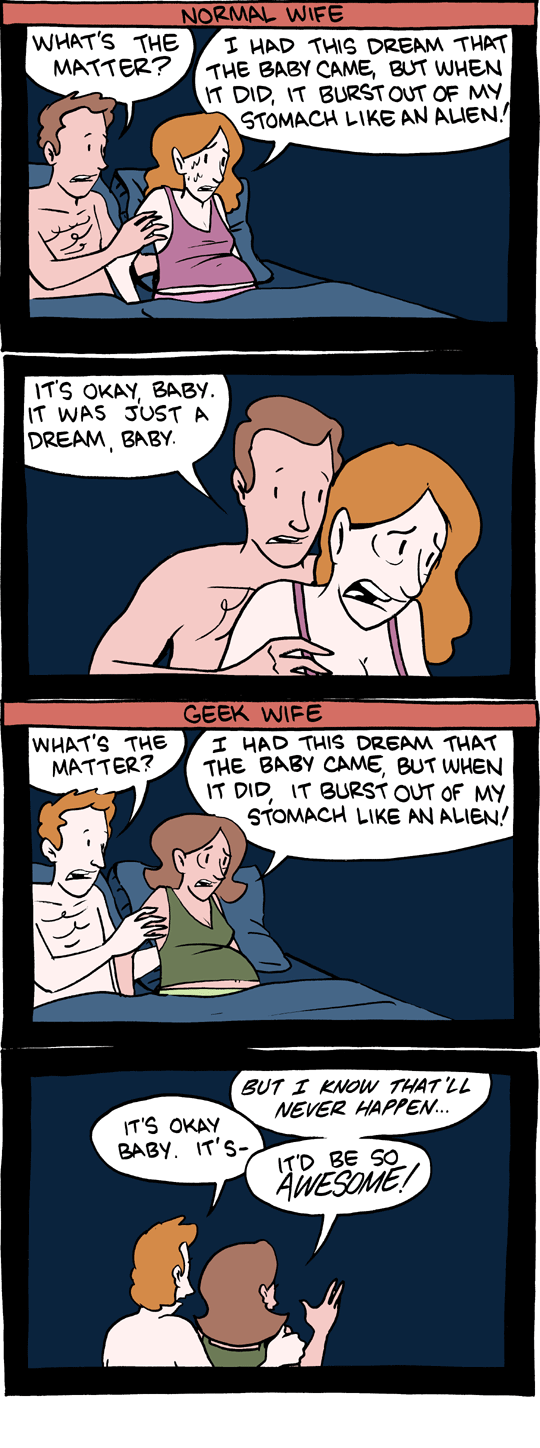 NORMAL WIFE
WHAT'S THE
MATTER?
I HAD THIS DREAM THAT
THE BABY CAME, BUT WHEN
IT DID, IT BURST OUT OF MY
STOMACH LIKE AN ALIEN!
IT'S OKAY, BABY.
IT WAS JUST A
DREAM, BABY.
GEEK WIFE
WHAT'S THE
MATTER?
I HAD THIS DREAM THAT
THE BABY CAME, BUT WHEN
IT DID, IT BURST OUT OF MY
STOMACH LIKE AN ALIEN!
BUT I KNOW THAT'LL
NEVER HAPPEN...
IT'S OKAY
BABY. IT'S-
IT'D BE SO
AWESOME!